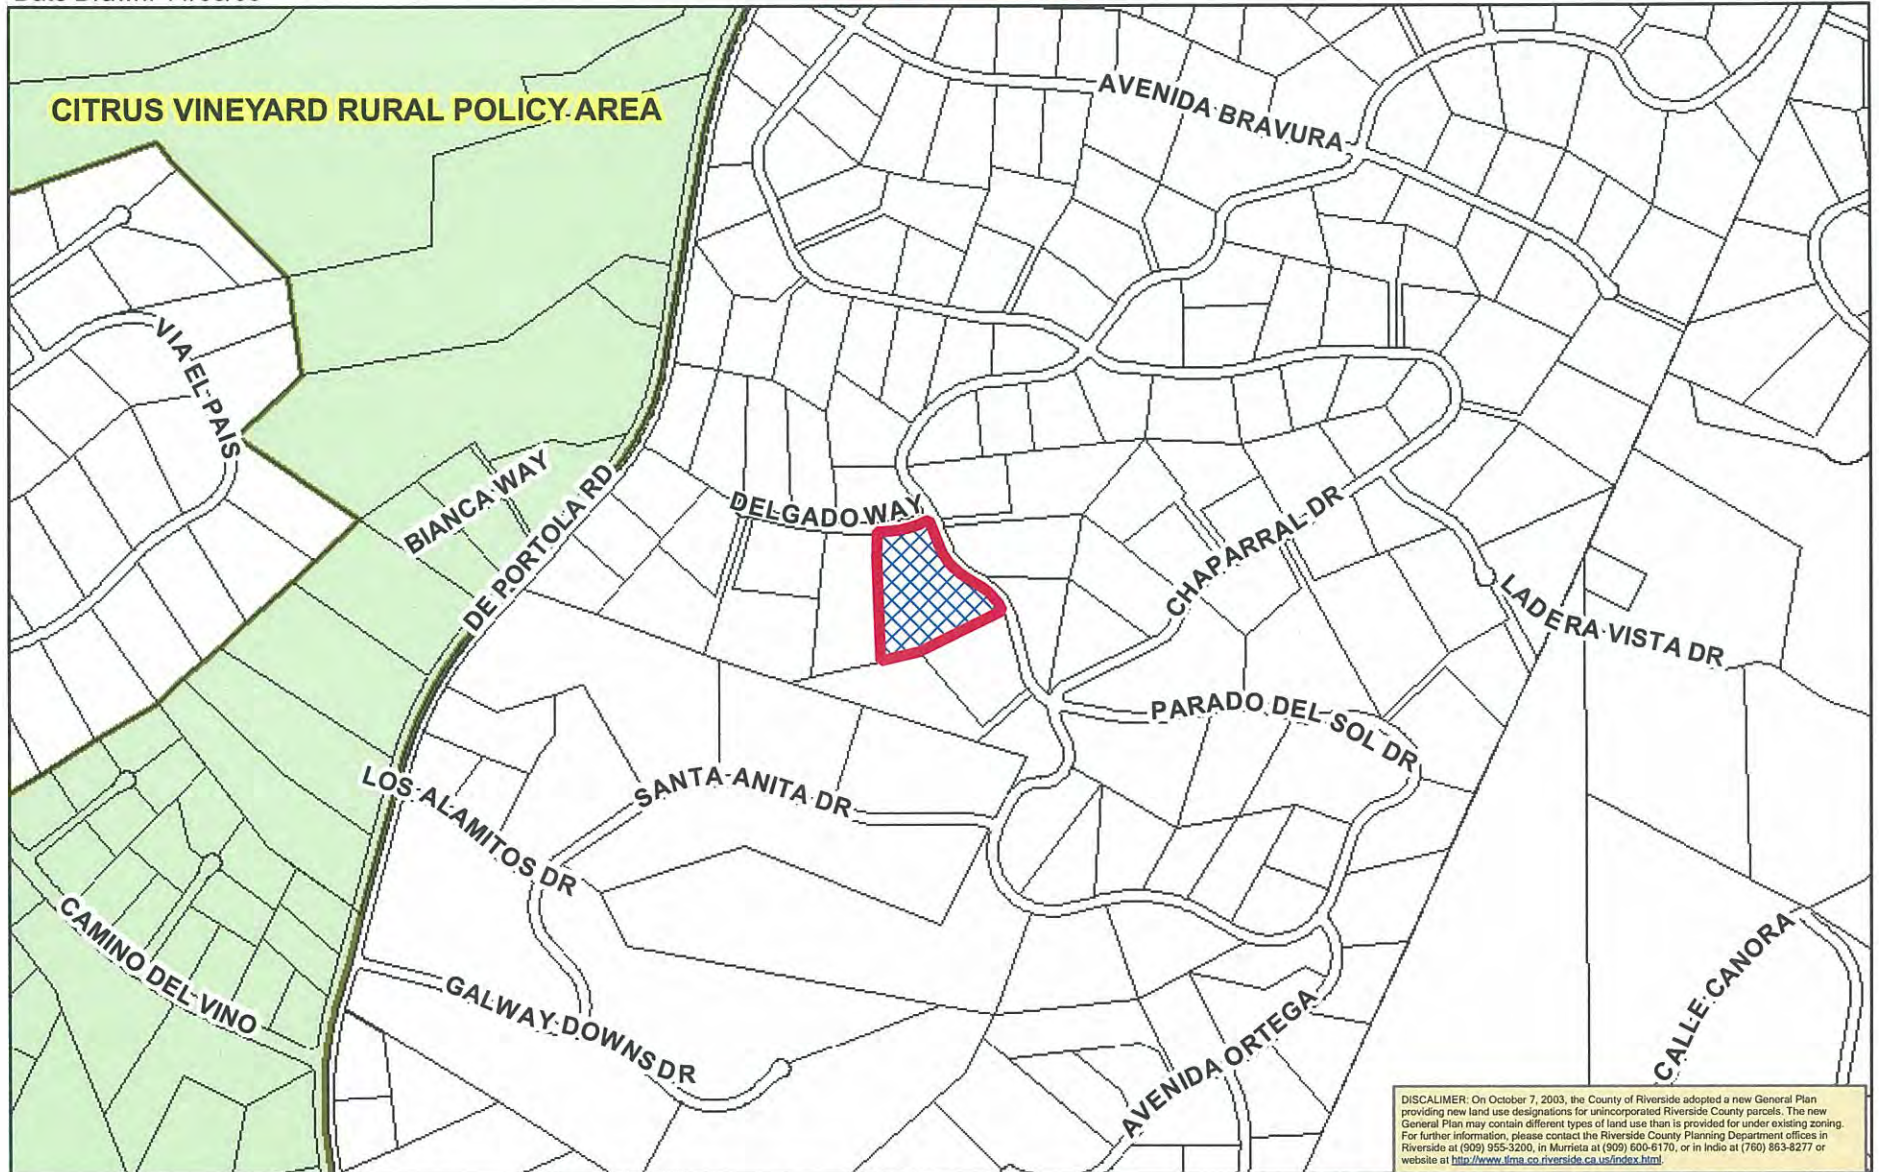 CITRUS VINEYARD RURAL POLICY AREA
AVENIDA BRAVURA
VIA EL PAIS
BIANCA WAY
DE PORTOLA RD
DELGADO WAY
CHAPARRAL DR
LADERA VISTA DR
PARADO DEL SOL DR
SANTA ANITA DR
LOS ALAMITOS DR
CAMINO DEL VINO
GALWAY DOWNS DR
AVENIDA ORTEGA
CALLE CANORA
DISCALIMER: On October 7, 2003, the County of Riverside adopted a new General Plan
providing new land use designations for unincorporated Riverside County parcels. The new
General Plan may contain different types of land use than is provided for under existing zoning.
For further information, please contact the Riverside County Planning Department offices in
Riverside at (909) 955-3200, in Murrieta at (909) 600-6170, or in Indio at (760) 863-8277 or
website at http://www.tlma.co.riverside.ca.us/index.html.